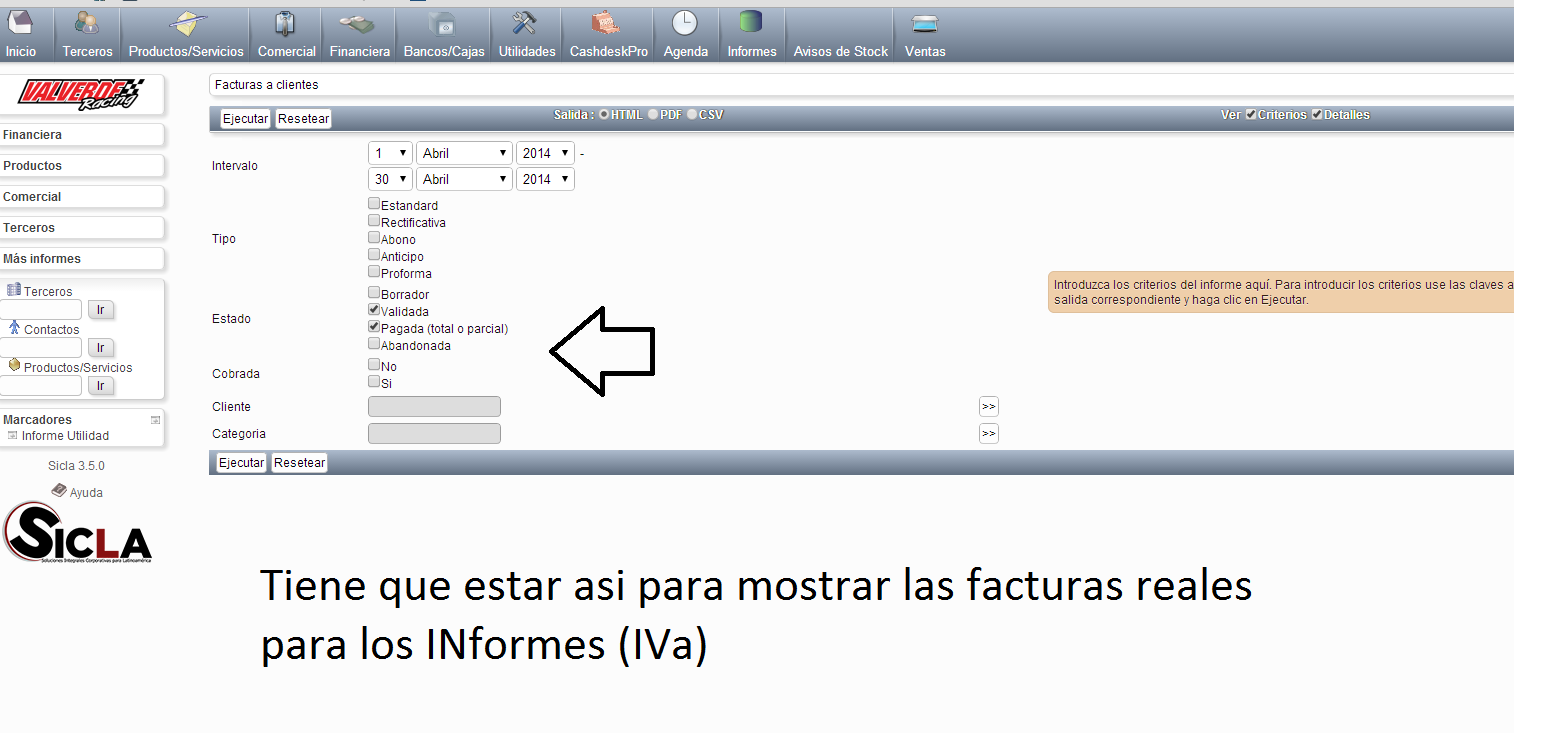 Inicio Terceros Productos/Servicios Comercial Financiera Bancos/Cajas Utilidades CashdeskPro Agenda Informes Avisos de Stock Ventas
VALVERDE
Racing
Financiera
Productos
Comercial
Terceros
Más informes
Terceros
Ir
Contactos
Ir
Productos/Servicios
Ir
Marcadores
Informe Utilidad
Sicla 3.5.0
Ayuda
SICLA
Soluciones Integrales Corporativas para Latinoamérica
Facturas a clientes
Ejecutar Resetear Salida : HTML PDF CSV Ver Criterios Detalles
Intervalo
1 Abril 2014 -
30 Abril 2014
Tipo
Estandard
Rectificativa
Abono
Anticipo
Proforma
Estado
Borrador
Validada
Pagada (total o parcial)
Abandonada
Cobrada
No
Si
Cliente >>
Categoria >>
Introduzca los criterios del informe aquí. Para introducir los criterios use las claves a
salida correspondiente y haga clic en Ejecutar.
Ejecutar Resetear
Tiene que estar asi para mostrar las facturas reales
para los INformes (IVa)